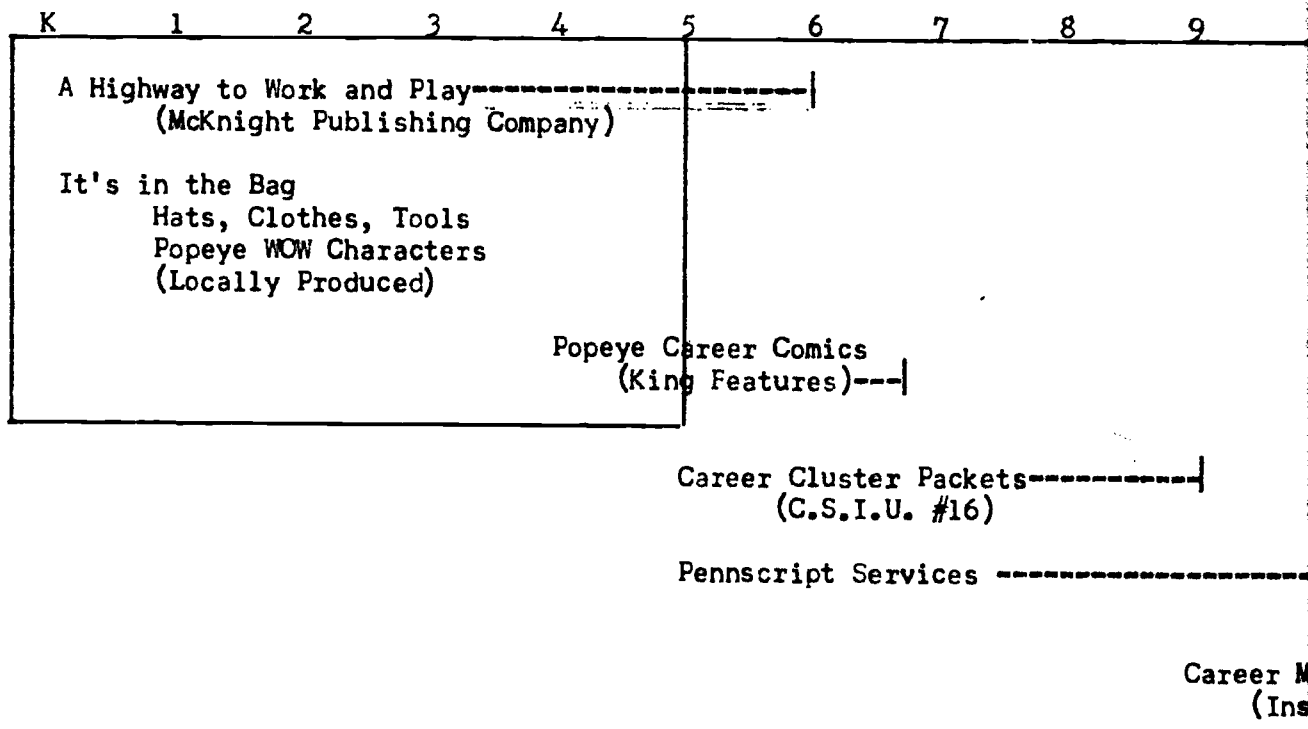 K 1 2 3 4 5 6 7 8 9
A Highway to Work and Play
(McKnight Publishing Company)
It's in the Bag
Hats, Clothes, Tools
Popeye WOW Characters
(Locally Produced)
Popeye Career Comics
(King Features)
Career Cluster Packets
(C.S.I.U. #16)
Pennscript Services
Career M
(Ins